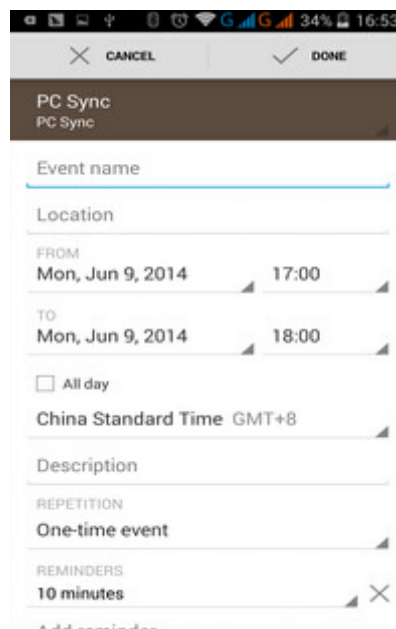 G G 34% 16:53
CANCEL DONE
PC Sync
PC Sync
Event name
Location
FROM
Mon, Jun 9, 2014 17:00
TO
Mon, Jun 9, 2014 18:00
All day
China Standard Time GMT+8
Description
REPETITION
One-time event
REMINDERS
10 minutes
Add reminder